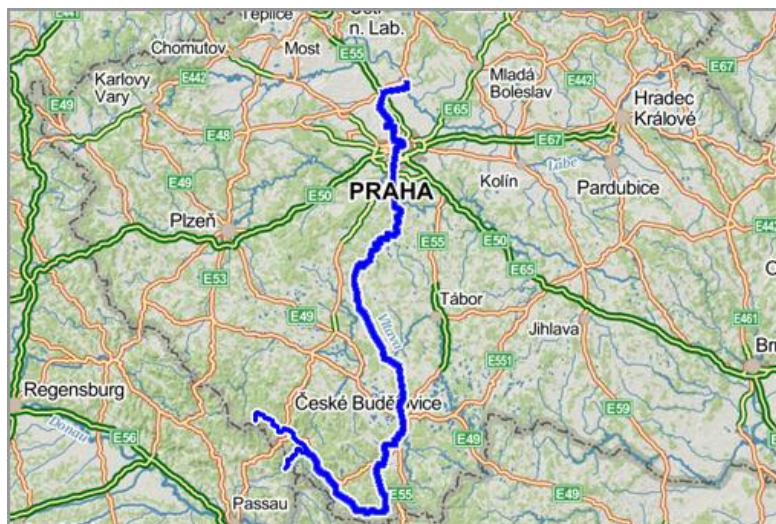 E441
Teplice
n. Lab.
Chomutov
Most
E55
E442
Karlovy
Vary
Mladá
Boleslav
E442
E67
E49
E65
Hradec
Králové
E48
E67
E49
Kolín
Labe
Pardubice
PRAHA
E50
Plzeň
E55
E50
E53
E65
Tábor
E49
Vltava
Jihlava
E461
E551
Regensburg
České Budějovice
E59
Donau
E56
E49
Passau
E55
E49